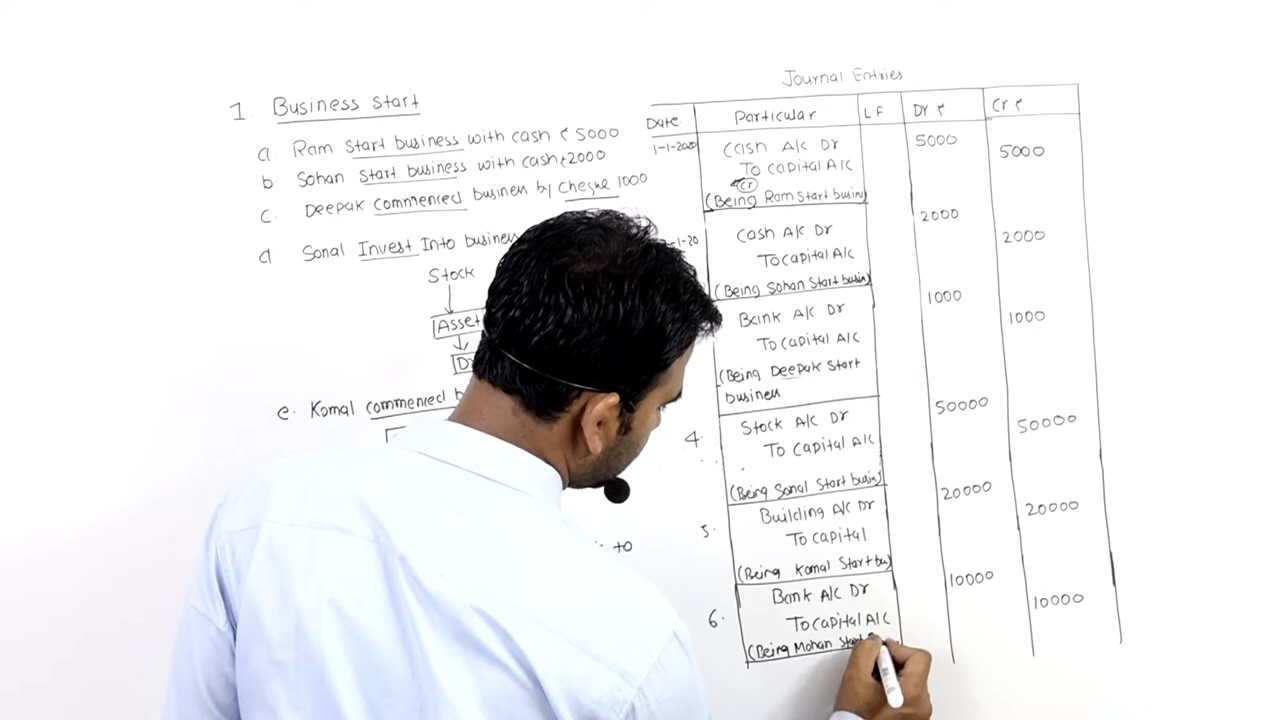 1. Business Start
a Ram Start business with cash ₹ 5000
b. Sohan Start business with cash ₹2000
c. Deepak commenced business by Cheque 1000
d Sonal Invest Into business
Stock
Asset
Dr
e. Komal commenced b
to
Journal Entries
Date Particular L.F Dr ₹ Cr ₹
1-1-2020 Cash A/c Dr 5000
To capital A/c 5000
Cr
(Being Ram Start busin)
-1-20 Cash A/c Dr 2000
To capital A/c 2000
(Being Sohan Start busin)
Bank A/c Dr 1000
To capital A/c 1000
(Being Deepak Start
business
4. Stock A/c Dr 50000
To Capital A/c 50000
(Being Sonal Start busin)
5. Building A/c Dr 20000
To capital 20000
(Being Komal Start bu)
6. Bank A/c Dr 10000
To capital A/c 10000
(Being Mohan Start